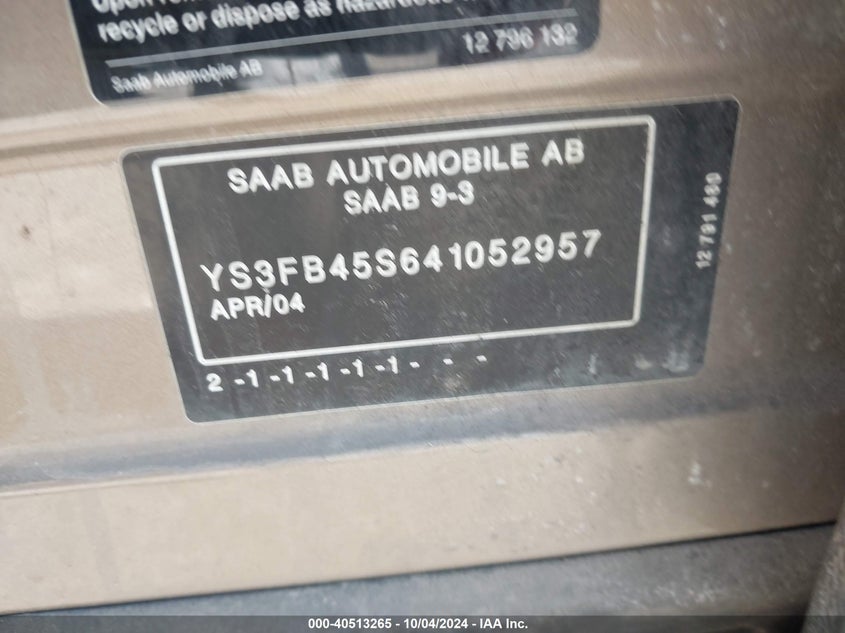 recycle or dispose as hazardous
12 796 132
Saab Automobile AB
SAAB AUTOMOBILE AB
SAAB 9-3
YS3FB45S641052957
APR/04
2 -1 -1 -1 -1 -1 - - -
12 791 460
000-40513265 - 10/04/2024 - IAA Inc.